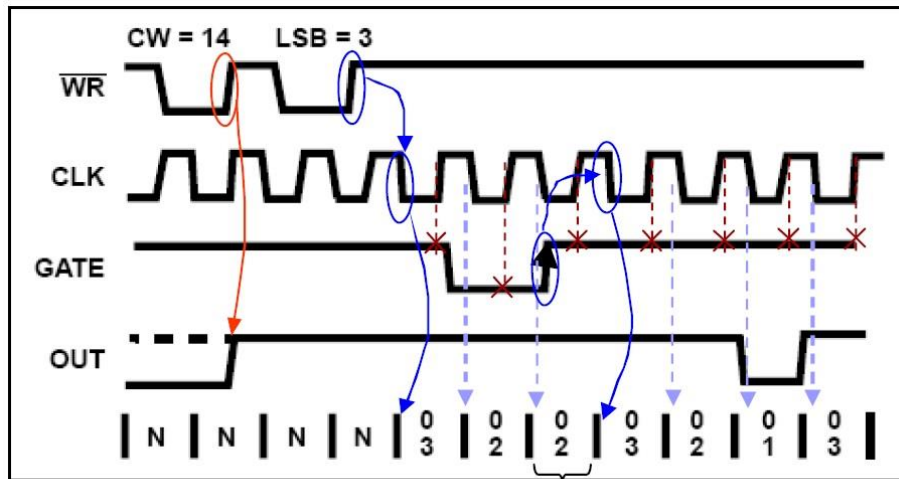 CW = 14 LSB = 3
WR
CLK
GATE
OUT
N N N N 0 0 0 0 0 0 0
3 2 2 3 2 1 3